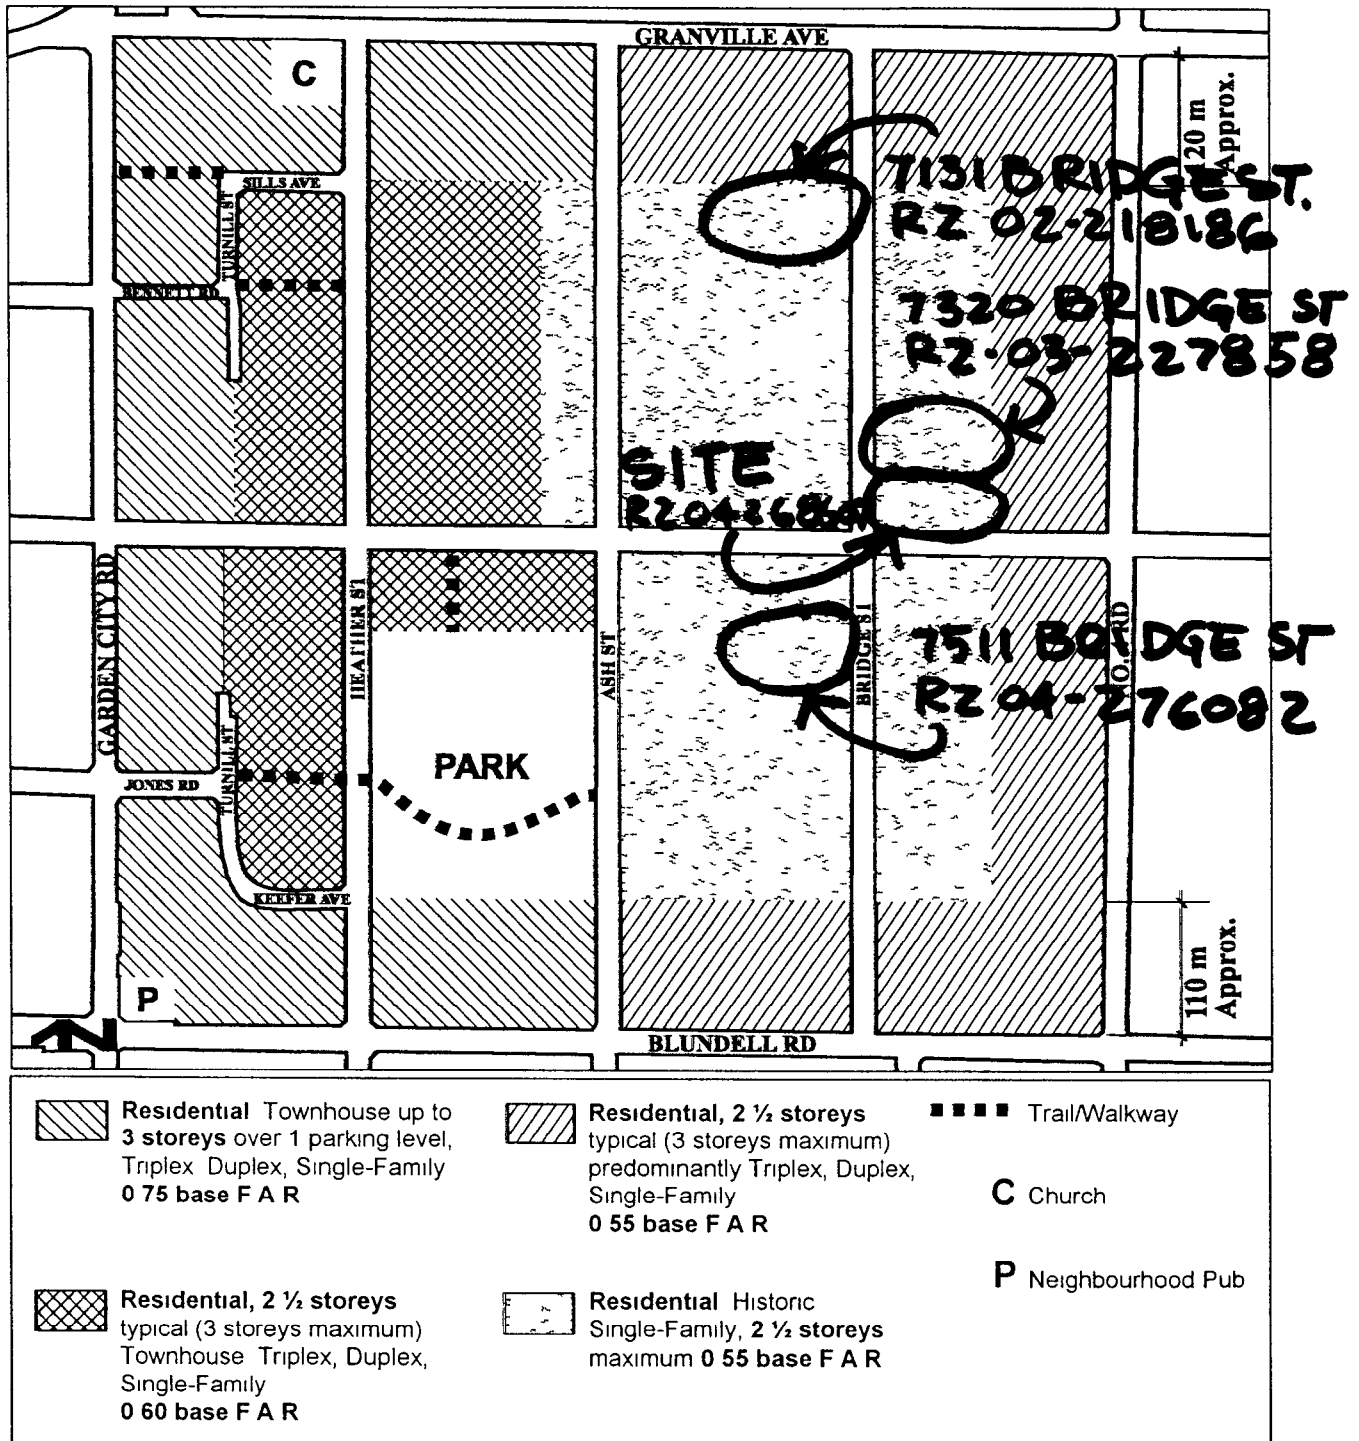 GRANVILLE AVE
C
120 m
Approx.
7131 BRIDGE ST.
RZ 02-218186
SILLS AVE
TURNILL ST
BENNETT RD
7320 BRIDGE ST
RZ-03-227858
SITE
GARDEN CITY RD
HEATHER ST
ASH ST
BRIDGE ST
NO. RD
7511 BRIDGE ST
RZ 04-276082
PARK
JONES RD
TURNILL ST
KEEFER AVE
P
110 m
Approx.
BLUNDELL RD
Residential Townhouse up to
3 storeys over 1 parking level,
Triplex Duplex, Single-Family
0 75 base F A R
Residential, 2 ½ storeys
typical (3 storeys maximum)
predominantly Triplex, Duplex,
Single-Family
0 55 base F A R
Trail/Walkway
C Church
P Neighbourhood Pub
Residential, 2 ½ storeys
typical (3 storeys maximum)
Townhouse Triplex, Duplex,
Single-Family
0 60 base F A R
Residential Historic
Single-Family, 2 ½ storeys
maximum 0 55 base F A R